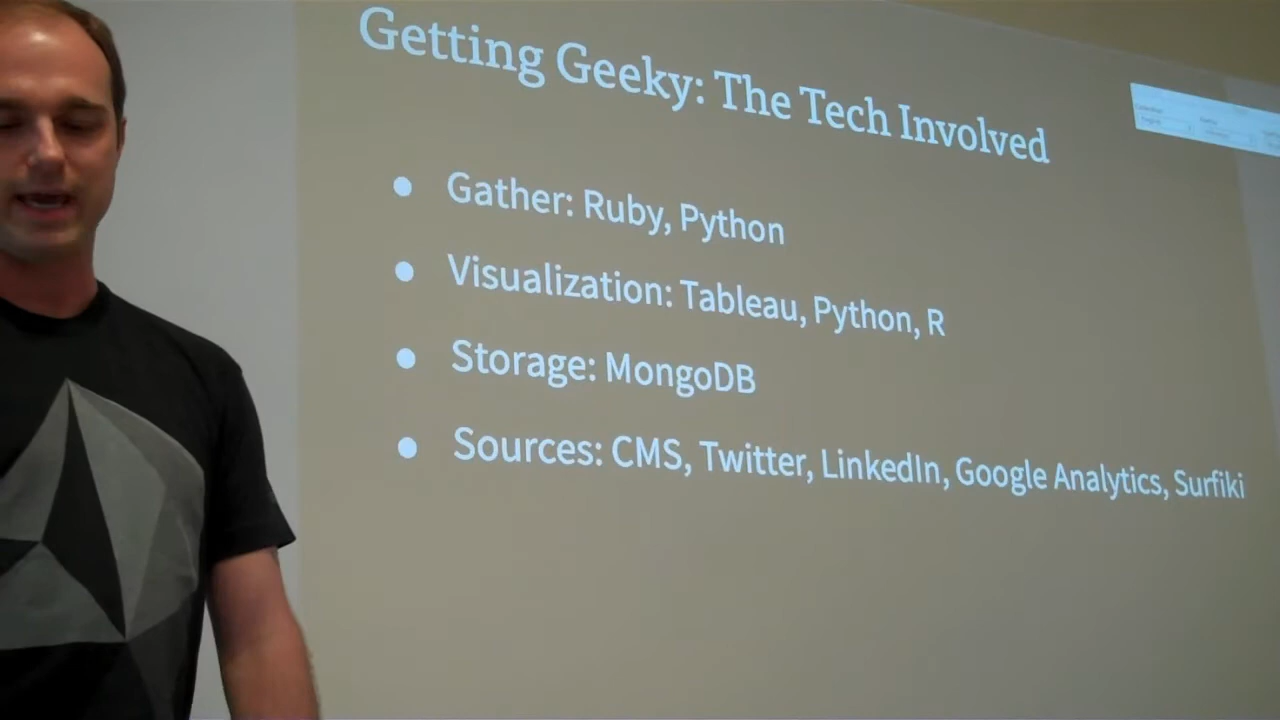 Getting Geeky: The Tech Involved
● Gather: Ruby, Python
● Visualization: Tableau, Python, R
● Storage: MongoDB
● Sources: CMS, Twitter, LinkedIn, Google Analytics, Surfiki